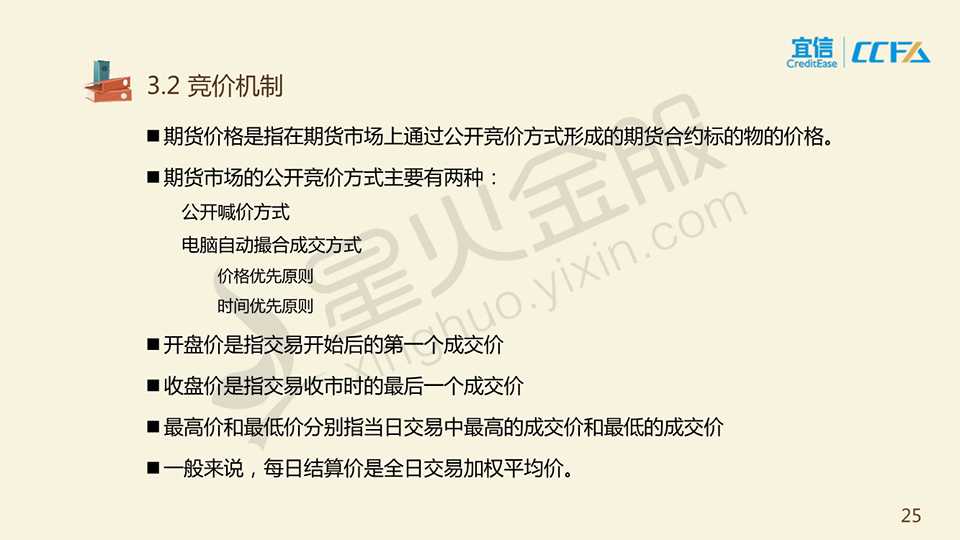 宜信
CreditEase
CCFA
3.2 竞价机制
■期货价格是指在期货市场上通过公开竞价方式形成的期货合约标的物的价格。
■期货市场的公开竞价方式主要有两种：
公开喊价方式
电脑自动撮合成交方式
价格优先原则
时间优先原则
■开盘价是指交易开始后的第一个成交价
■收盘价是指交易收市时的最后一个成交价
■最高价和最低价分别指当日交易中最高的成交价和最低的成交价
■一般来说，每日结算价是全日交易加权平均价。
星火金服
xinghuo.yixin.com
25